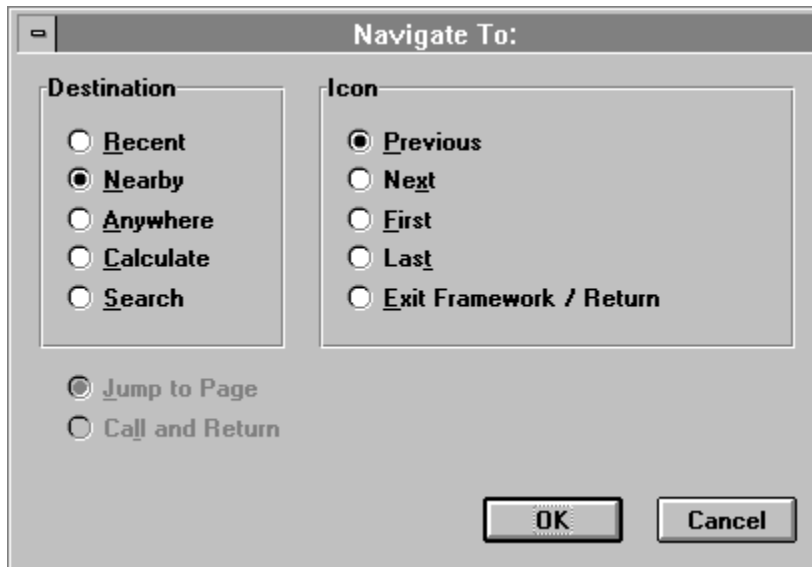 Navigate To:
Destination
Recent
Nearby
Anywhere
Calculate
Search
Icon
Previous
Next
First
Last
Exit Framework / Return
Jump to Page
Call and Return
OK
Cancel